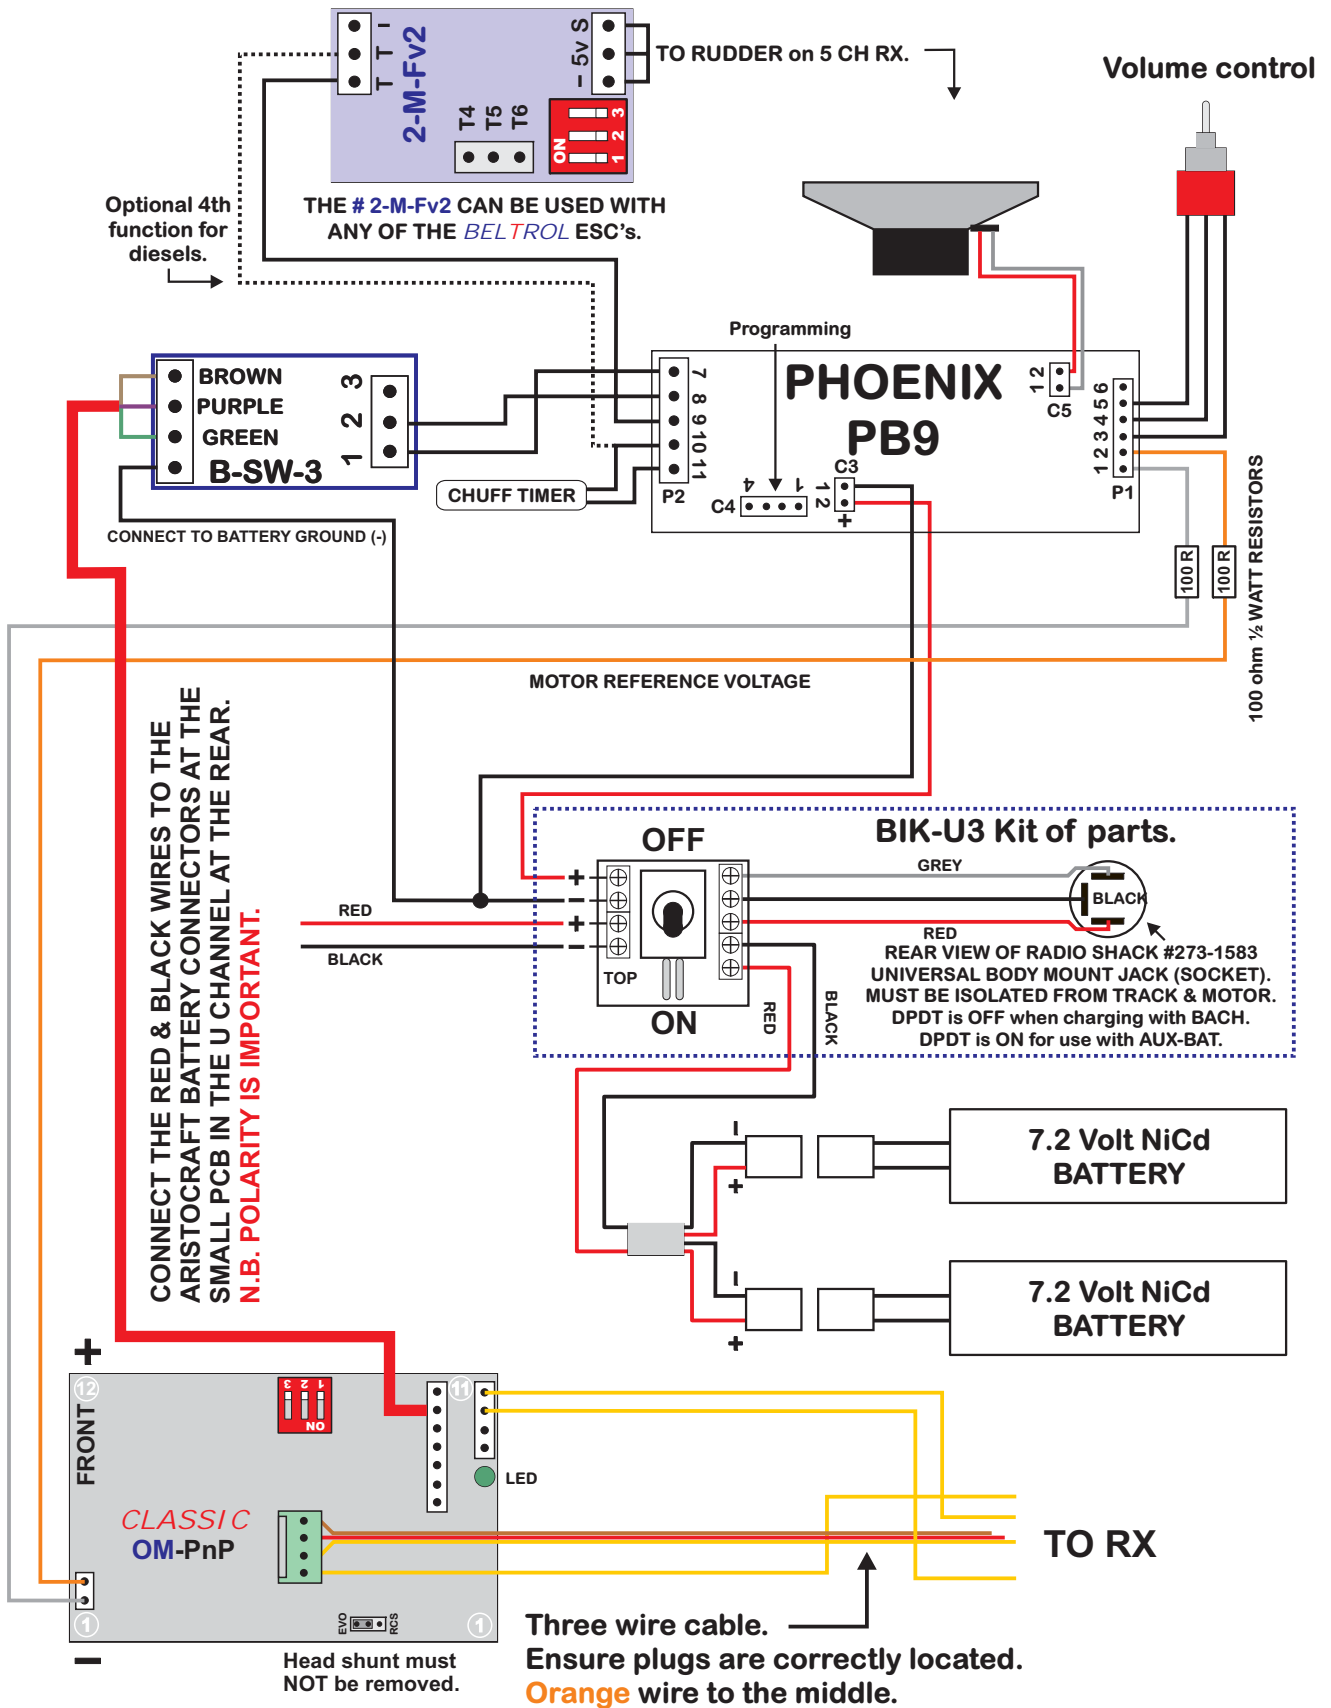 2-M-Fv2
T T –
– 5v S
TO RUDDER on 5 CH RX.
Volume control
T4 T5 T6
ON
1 2 3
THE # 2-M-Fv2 CAN BE USED WITH
ANY OF THE BELTROL ESC's.
Optional 4th
function for
diesels.
Programming
BROWN
PURPLE
GREEN
B-SW-3
1 2 3
CONNECT TO BATTERY GROUND (-)
CHUFF TIMER
PHOENIX
PB9
7
8
9
10
11
P2
C4
4 1
C3
1 2
+
1 2
C5
1 2 3 4 5 6
P1
100 R
100 R
100 ohm ½ WATT RESISTORS
MOTOR REFERENCE VOLTAGE
CONNECT THE RED & BLACK WIRES TO THE
ARISTOCRAFT BATTERY CONNECTORS AT THE
SMALL PCB IN THE U CHANNEL AT THE REAR.
N.B. POLARITY IS IMPORTANT.
BIK-U3 Kit of parts.
OFF
+
–
+
–
TOP
ON
RED
BLACK
GREY
BLACK
RED
RED
BLACK
REAR VIEW OF RADIO SHACK #273-1583
UNIVERSAL BODY MOUNT JACK (SOCKET).
MUST BE ISOLATED FROM TRACK & MOTOR.
DPDT is OFF when charging with BACH.
DPDT is ON for use with AUX-BAT.
–
+
7.2 Volt NiCd
BATTERY
–
+
7.2 Volt NiCd
BATTERY
+
12
FRONT
1 2 3
ON
11
LED
CLASSIC
OM-PnP
1
–
EVO
RCS
1
Head shunt must
NOT be removed.
TO RX
Three wire cable.
Ensure plugs are correctly located.
Orange wire to the middle.